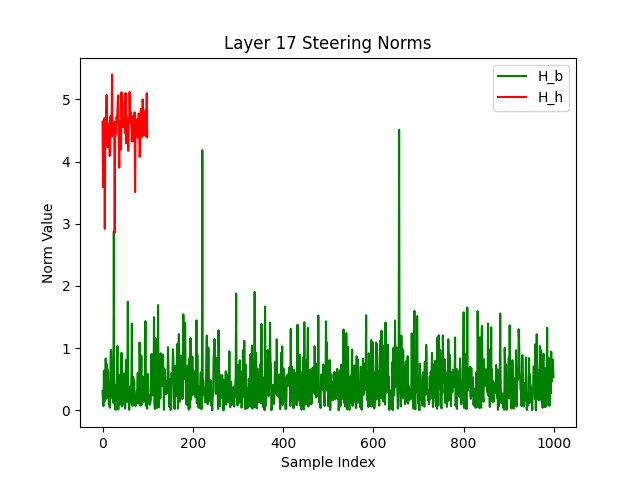 Layer 17 Steering Norms
H_b
H_h
Norm Value
5
4
3
2
1
0
0 200 400 600 800 1000
Sample Index